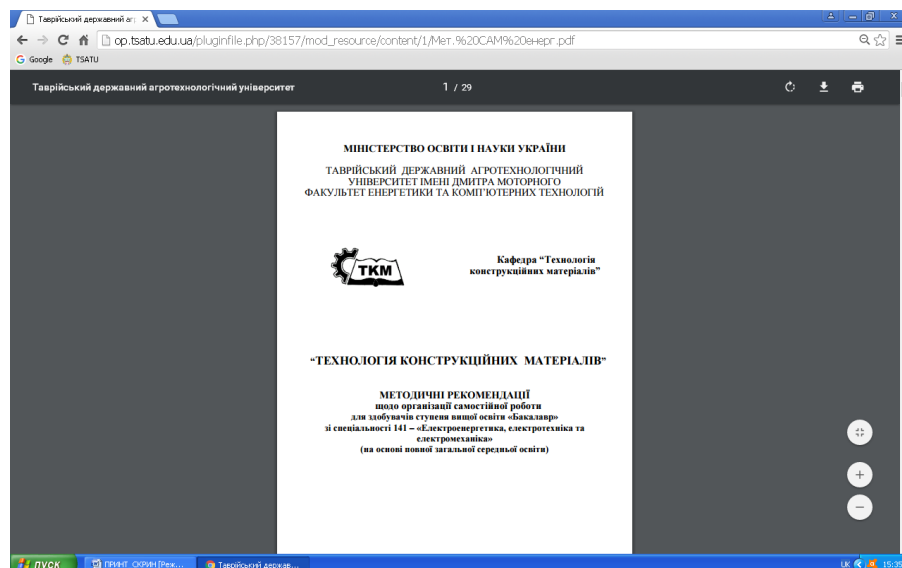 Таврійський державний агр
op.tsatu.edu.ua/pluginfile.php/38157/mod_resource/content/1/Мет.%20САМ%20енерг.pdf
Google TSATU
Таврійський державний агротехнологічний університет 1 / 29
МІНІСТЕРСТВО ОСВІТИ І НАУКИ УКРАЇНИ
ТАВРІЙСЬКИЙ ДЕРЖАВНИЙ АГРОТЕХНОЛОГІЧНИЙ
УНІВЕРСИТЕТ ІМЕНІ ДМИТРА МОТОРНОГО
ФАКУЛЬТЕТ ЕНЕРГЕТИКИ ТА КОМП'ЮТЕРНИХ ТЕХНОЛОГІЙ
ТКМ
Кафедра “Технологія
конструкційних матеріалів”
“ТЕХНОЛОГІЯ КОНСТРУКЦІЙНИХ МАТЕРІАЛІВ”
МЕТОДИЧНІ РЕКОМЕНДАЦІЇ
щодо організації самостійної роботи
для здобувачів ступеня вищої освіти «Бакалавр»
зі спеціальності 141 – «Електроенергетика, електротехніка та
електромеханіка»
(на основі повної загальної середньої освіти)
пуск ПРИНТ_СКРИН [Реж... Таврійський держав... UK 15:35